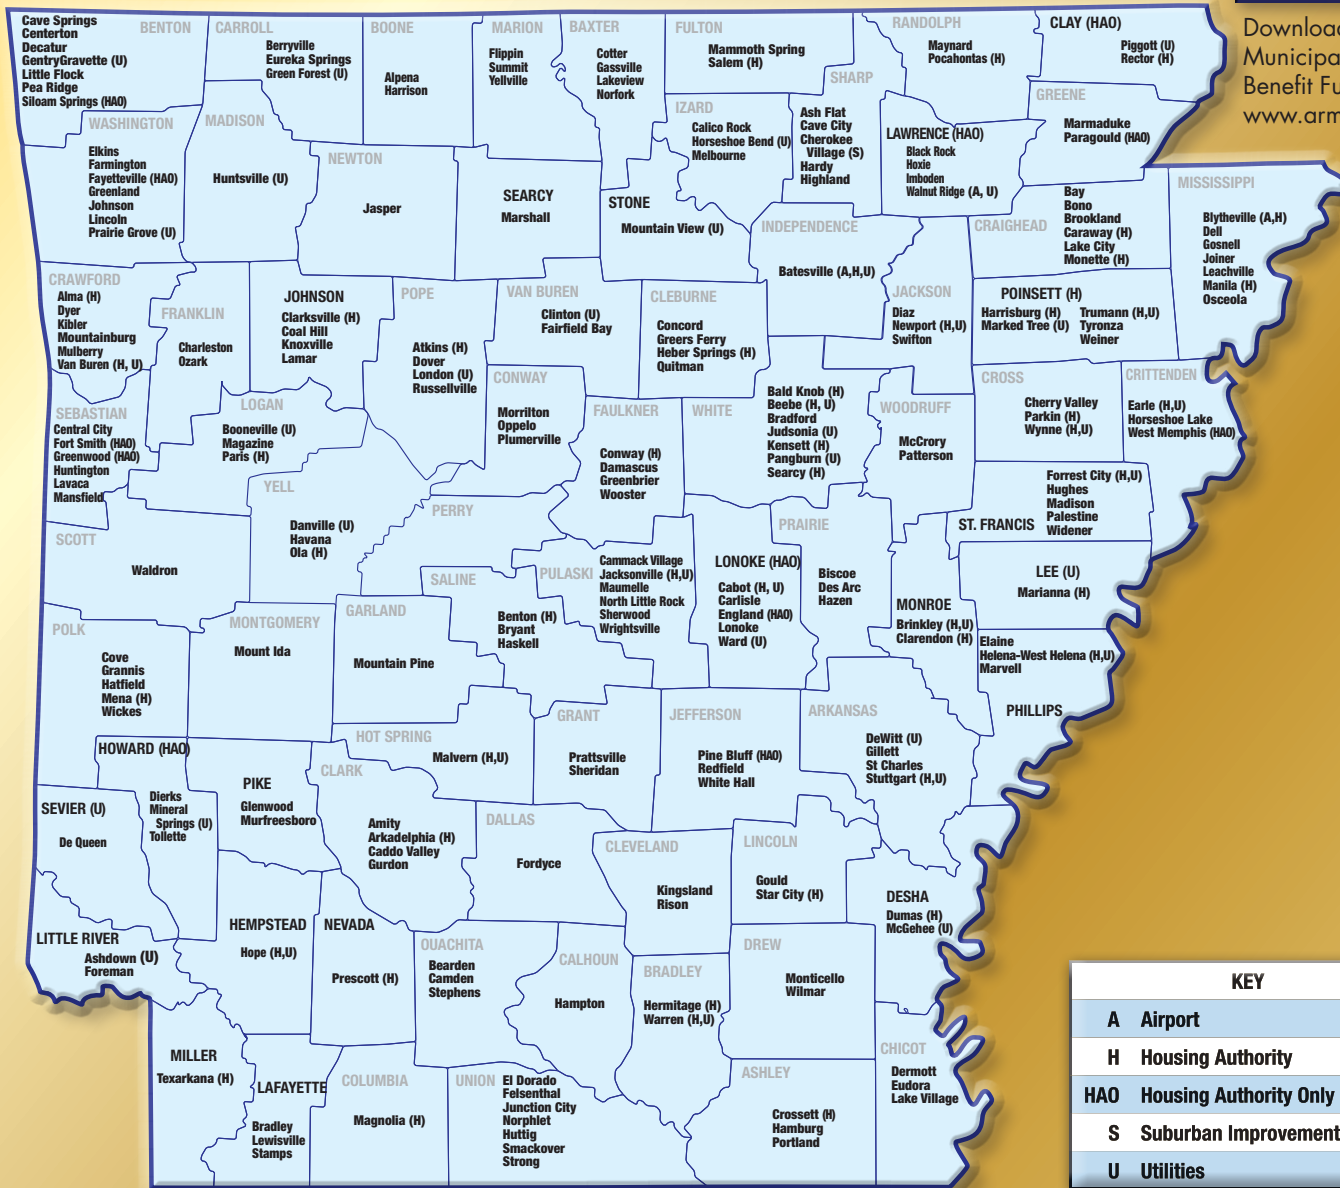 BENTON
Cave Springs
Centerton
Decatur
GentryGravette (U)
Little Flock
Pea Ridge
Siloam Springs (HAO)
CARROLL
Berryville
Eureka Springs
Green Forest (U)
BOONE
Alpena
Harrison
MARION
Flippin
Summit
Yellville
BAXTER
Cotter
Gassville
Lakeview
Norfork
FULTON
Mammoth Spring
Salem (H)
SHARP
Ash Flat
Cave City
Cherokee
Village (S)
Hardy
Highland
RANDOLPH
Maynard
Pocahontas (H)
CLAY (HAO)
Piggott (U)
Rector (H)
Download
Municipa
Benefit Fu
www.arm
GREENE
Marmaduke
Paragould (HAO)
IZARD
Calico Rock
Horseshoe Bend (U)
Melbourne
LAWRENCE (HAO)
Black Rock
Hoxie
Imboden
Walnut Ridge (A, U)
WASHINGTON
Elkins
Farmington
Fayetteville (HAO)
Greenland
Johnson
Lincoln
Prairie Grove (U)
MADISON
Huntsville (U)
NEWTON
Jasper
SEARCY
Marshall
STONE
Mountain View (U)
INDEPENDENCE
Batesville (A,H,U)
CRAIGHEAD
Bay
Bono
Brookland
Caraway (H)
Lake City
Monette (H)
MISSISSIPPI
Blytheville (A,H)
Dell
Gosnell
Joiner
Leachville
Manila (H)
Osceola
CRAWFORD
Alma (H)
Dyer
Kibler
Mountainburg
Mulberry
Van Buren (H, U)
FRANKLIN
Charleston
Ozark
JOHNSON
Clarksville (H)
Coal Hill
Knoxville
Lamar
POPE
Atkins (H)
Dover
London (U)
Russellville
VAN BUREN
Clinton (U)
Fairfield Bay
CLEBURNE
Concord
Greers Ferry
Heber Springs (H)
Quitman
JACKSON
Diaz
Newport (H,U)
Swifton
POINSETT (H)
Harrisburg (H)
Marked Tree (U)
Trumann (H,U)
Tyronza
Weiner
SEBASTIAN
Central City
Fort Smith (HAO)
Greenwood (HAO)
Huntington
Lavaca
Mansfield
LOGAN
Booneville (U)
Magazine
Paris (H)
CONWAY
Morrilton
Oppelo
Plumerville
FAULKNER
Conway (H)
Damascus
Greenbrier
Wooster
WHITE
Bald Knob (H)
Beebe (H, U)
Bradford
Judsonia (U)
Kensett (H)
Pangburn (U)
Searcy (H)
WOODRUFF
McCrory
Patterson
CROSS
Cherry Valley
Parkin (H)
Wynne (H,U)
CRITTENDEN
Earle (H,U)
Horseshoe Lake
West Memphis (HAO)
YELL
Danville (U)
Havana
Ola (H)
PERRY
SCOTT
Waldron
SALINE
Benton (H)
Bryant
Haskell
PULASKI
Cammack Village
Jacksonville (H,U)
Maumelle
North Little Rock
Sherwood
Wrightsville
LONOKE (HAO)
Cabot (H, U)
Carlisle
England (HAO)
Lonoke
Ward (U)
PRAIRIE
Biscoe
Des Arc
Hazen
ST. FRANCIS
Forrest City (H,U)
Hughes
Madison
Palestine
Widener
LEE (U)
Marianna (H)
MONROE
Brinkley (H,U)
Clarendon (H)
Elaine
Helena-West Helena (H,U)
Marvell
PHILLIPS
POLK
Cove
Grannis
Hatfield
Mena (H)
Wickes
MONTGOMERY
Mount Ida
GARLAND
Mountain Pine
HOT SPRING
Malvern (H,U)
GRANT
Prattsville
Sheridan
JEFFERSON
Pine Bluff (HAO)
Redfield
White Hall
ARKANSAS
DeWitt (U)
Gillett
St Charles
Stuttgart (H,U)
HOWARD (HAO)
Dierks
Mineral
Springs (U)
Tollette
SEVIER (U)
De Queen
PIKE
Glenwood
Murfreesboro
CLARK
Amity
Arkadelphia (H)
Caddo Valley
Gurdon
DALLAS
Fordyce
CLEVELAND
Kingsland
Rison
LINCOLN
Gould
Star City (H)
DESHA
Dumas (H)
McGehee (U)
LITTLE RIVER
Ashdown (U)
Foreman
HEMPSTEAD
Hope (H,U)
NEVADA
Prescott (H)
OUACHITA
Bearden
Camden
Stephens
CALHOUN
Hampton
BRADLEY
Hermitage (H)
Warren (H,U)
DREW
Monticello
Wilmar
MILLER
Texarkana (H)
LAFAYETTE
Bradley
Lewisville
Stamps
COLUMBIA
Magnolia (H)
UNION
El Dorado
Felsenthal
Junction City
Norphlet
Huttig
Smackover
Strong
ASHLEY
Crossett (H)
Hamburg
Portland
CHICOT
Dermott
Eudora
Lake Village
KEY
A Airport
H Housing Authority
HAO Housing Authority Only
S Suburban Improvement
U Utilities